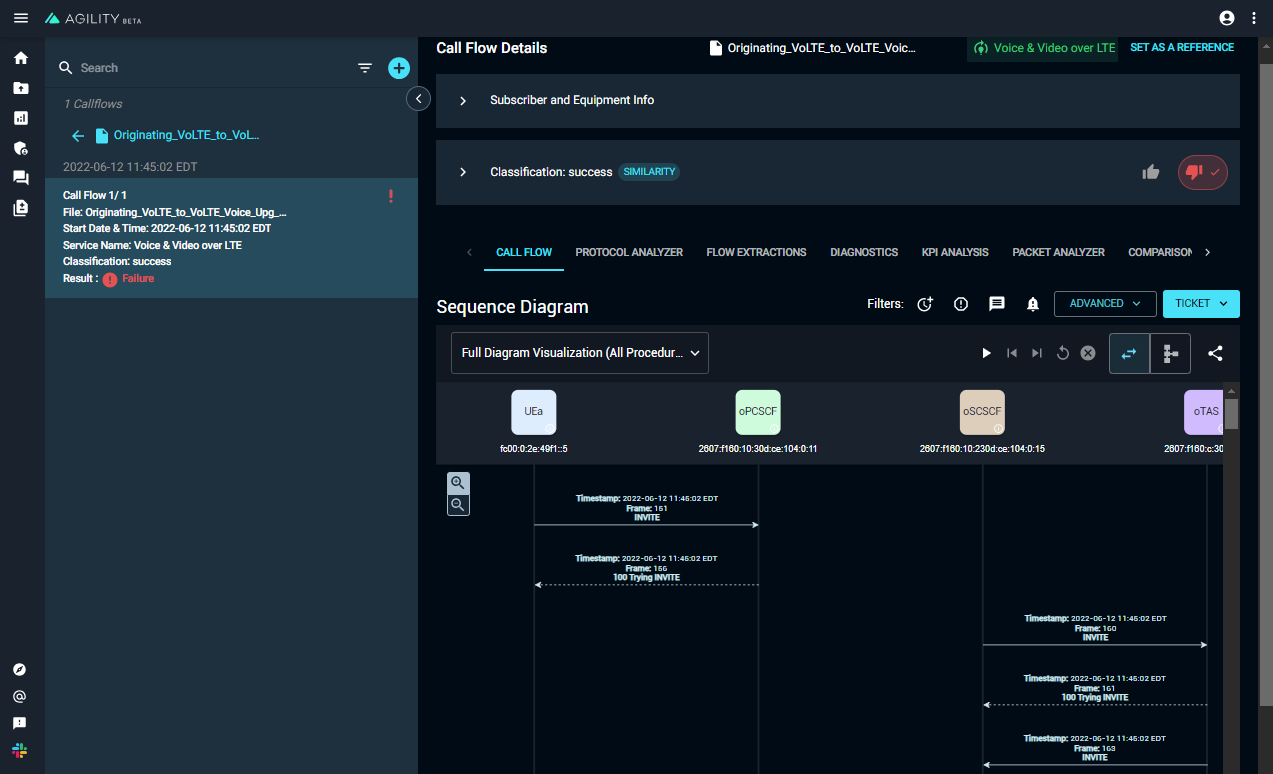 AGILITY BETA
Search
1 Callflows
Originating_VoLTE_to_VoL...
2022-06-12 11:45:02 EDT
Call Flow 1/ 1
File: Originating_VoLTE_to_VoLTE_Voice_Upg_...
Start Date & Time: 2022-06-12 11:45:02 EDT
Service Name: Voice & Video over LTE
Classification: success
Result : Failure
Call Flow Details
Originating_VoLTE_to_VoLTE_Voic...
Voice & Video over LTE
SET AS A REFERENCE
Subscriber and Equipment Info
Classification: success SIMILARITY
CALL FLOW
PROTOCOL ANALYZER
FLOW EXTRACTIONS
DIAGNOSTICS
KPI ANALYSIS
PACKET ANALYZER
COMPARISON
Sequence Diagram
Filters:
ADVANCED
TICKET
Full Diagram Visualization (All Procedur...
UEa
oPCSCF
oSCSCF
oTAS
fc00:0:2e:49f1::5
2607:f160:10:30d:ce:104:0:11
2607:f160:10:230d:ce:104:0:15
2607:f160:c:30
Timestamp: 2022-06-12 11:45:02 EDT
Frame: 151
INVITE
Timestamp: 2022-06-12 11:45:02 EDT
Frame: 156
100 Trying INVITE
Timestamp: 2022-06-12 11:45:02 EDT
Frame: 160
INVITE
Timestamp: 2022-06-12 11:45:02 EDT
Frame: 161
100 Trying INVITE
Timestamp: 2022-06-12 11:45:02 EDT
Frame: 163
INVITE